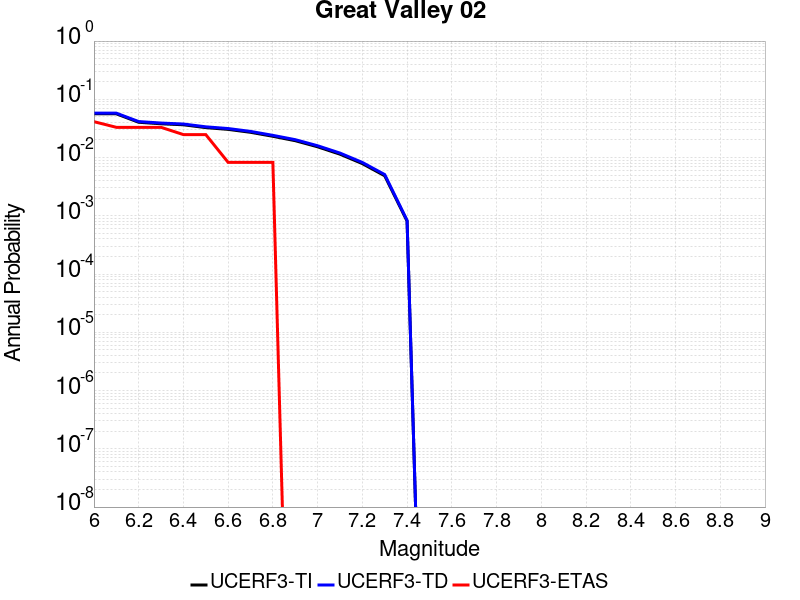 Great Valley 02
Annual Probability
10^0
10^-1
10^-2
10^-3
10^-4
10^-5
10^-6
10^-7
10^-8
6 6.2 6.4 6.6 6.8 7 7.2 7.4 7.6 7.8 8 8.2 8.4 8.6 8.8 9
Magnitude
UCERF3-TI UCERF3-TD UCERF3-ETAS